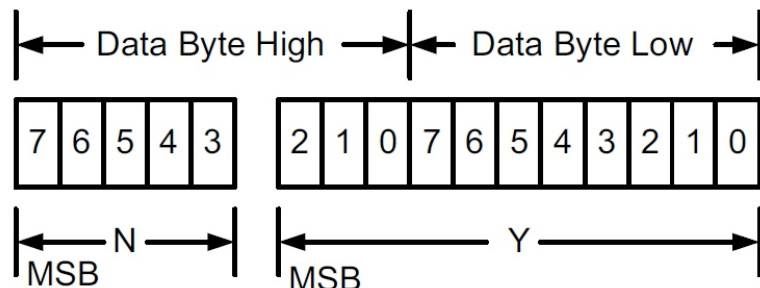 Data Byte High Data Byte Low
7 6 5 4 3 2 1 0 7 6 5 4 3 2 1 0
N Y
MSB MSB